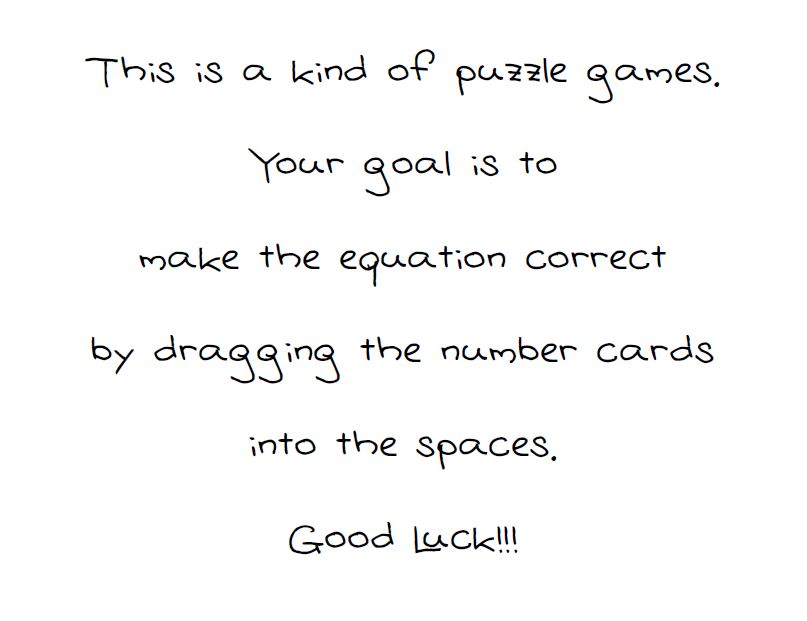 This is a kind of puzzle games.
Your goal is to
make the equation correct
by dragging the number cards
into the spaces.
Good Luck!!!